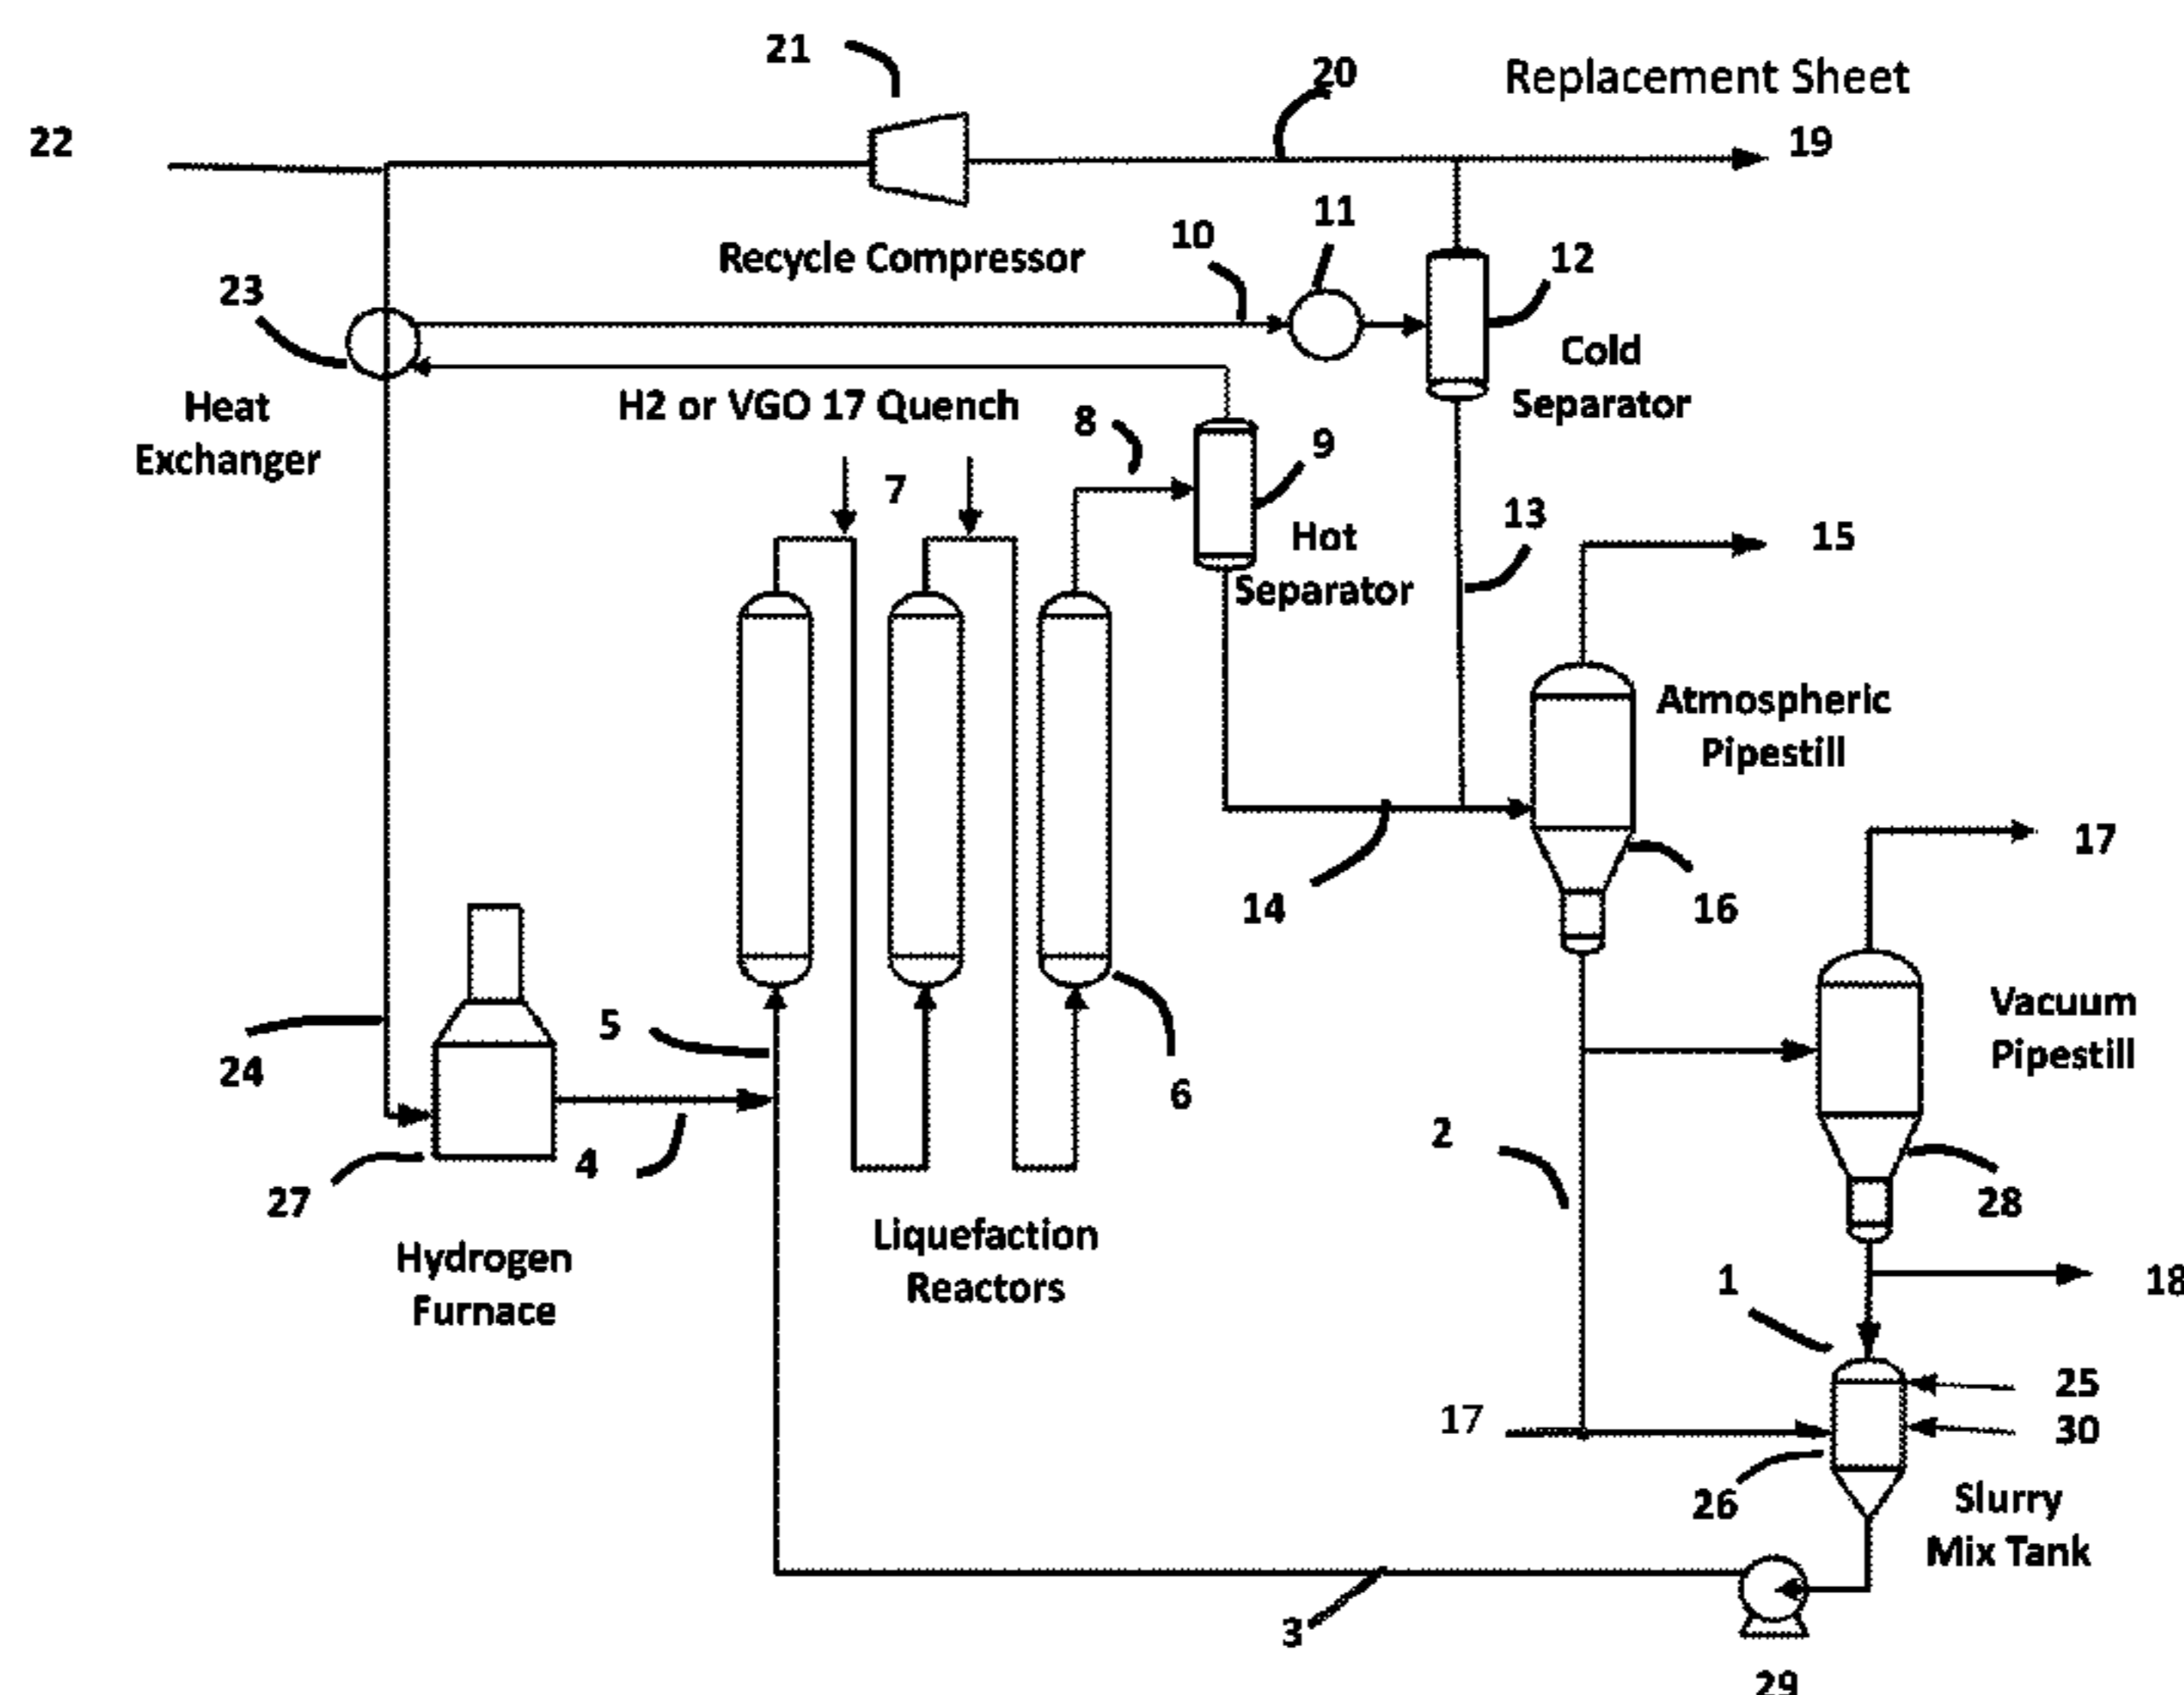 21
20
Replacement Sheet
22
19
11
10
Recycle Compressor
12
23
Cold
Separator
Heat
Exchanger
H2 or VGO 17 Quench
8
9
7
13
Hot
Separator
15
Atmospheric
Pipestill
17
14
16
Vacuum
Pipestill
5
24
6
2
4
27
28
Liquefaction
Reactors
Hydrogen
Furnace
1
18
25
17
30
26
Slurry
Mix Tank
3
29